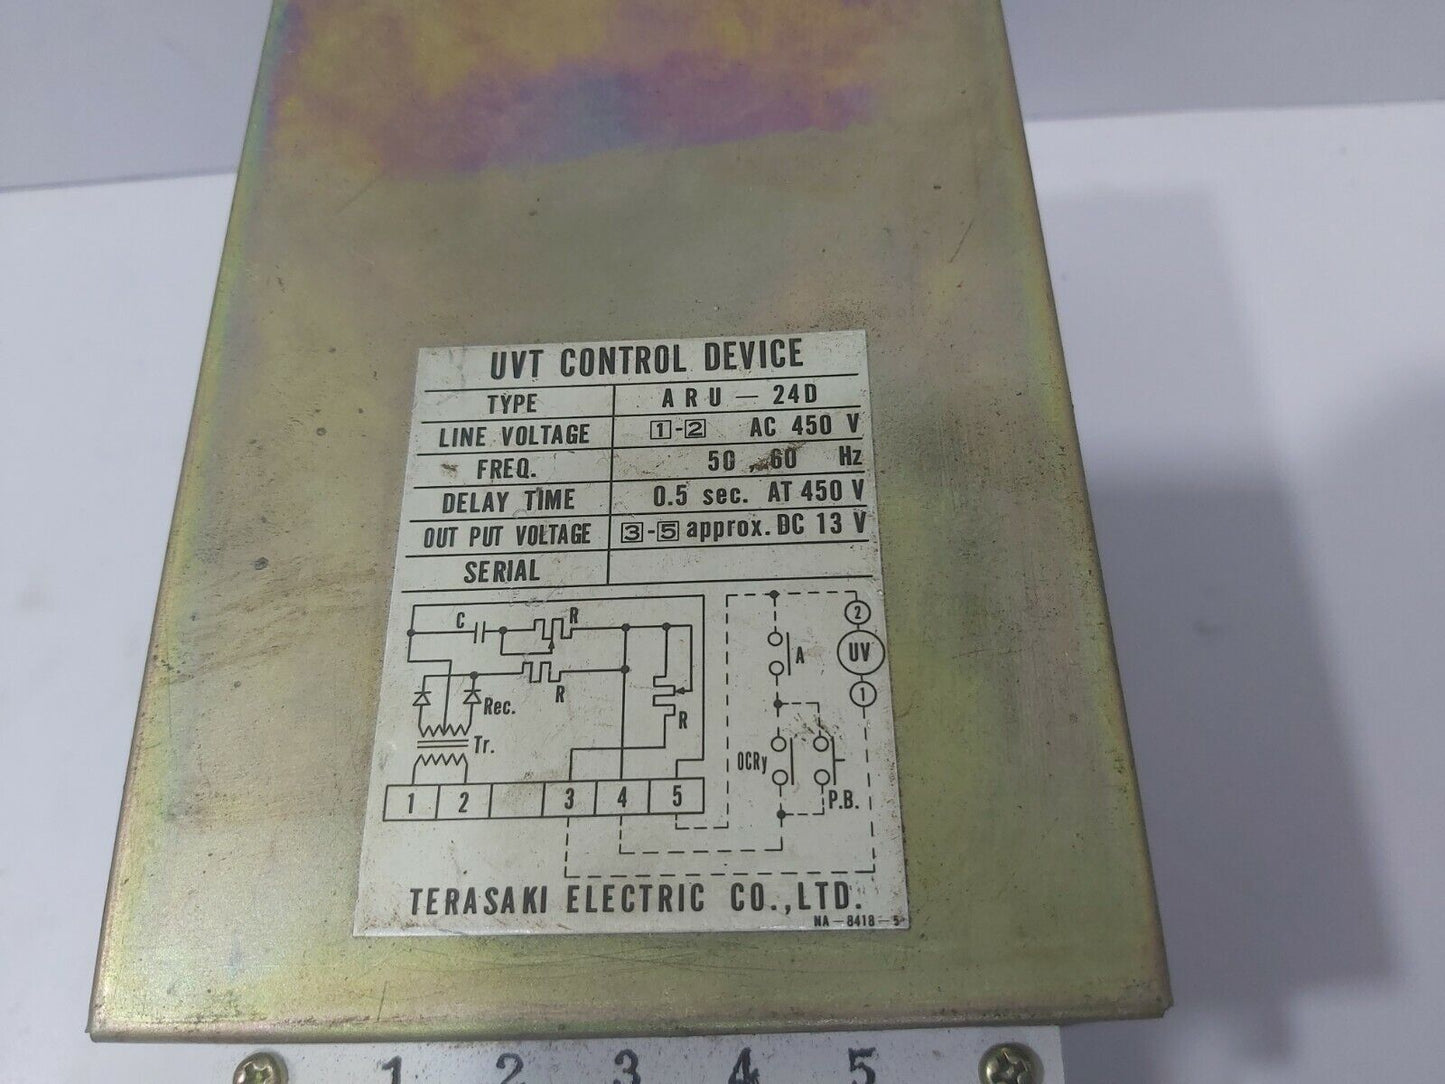 UVT CONTROL DEVICE
TYPE ARU-24D
LINE VOLTAGE 1-2 AC 450 V
FREQ. 50, 60 Hz
DELAY TIME 0.5 sec. AT 450 V
OUT PUT VOLTAGE 3-5 approx. DC 13 V
SERIAL
C R
2
A UV
R
Rec. R 1
Tr.
OCRy
P.B.
1 2 3 4 5
TERASAKI ELECTRIC CO.,LTD.
NA-8418-5
1 2 3 4 5